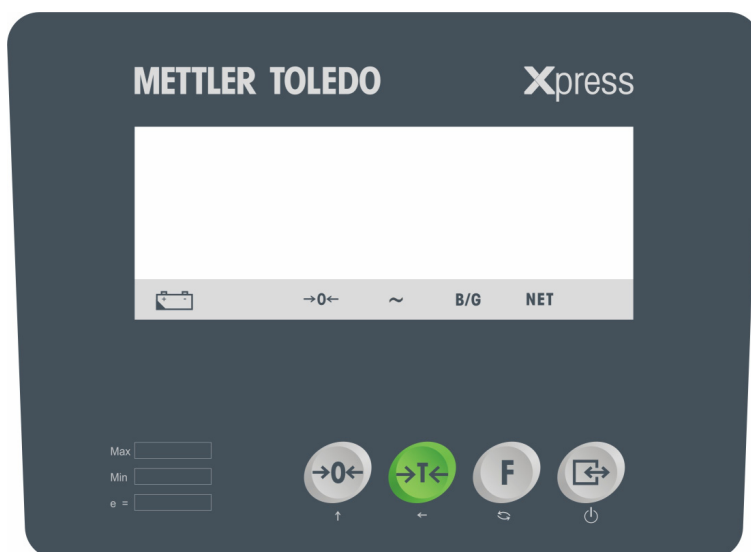 METTLER TOLEDO Xpress
→0← ~ B/G NET
Max
Min
e =
→0← →T← F